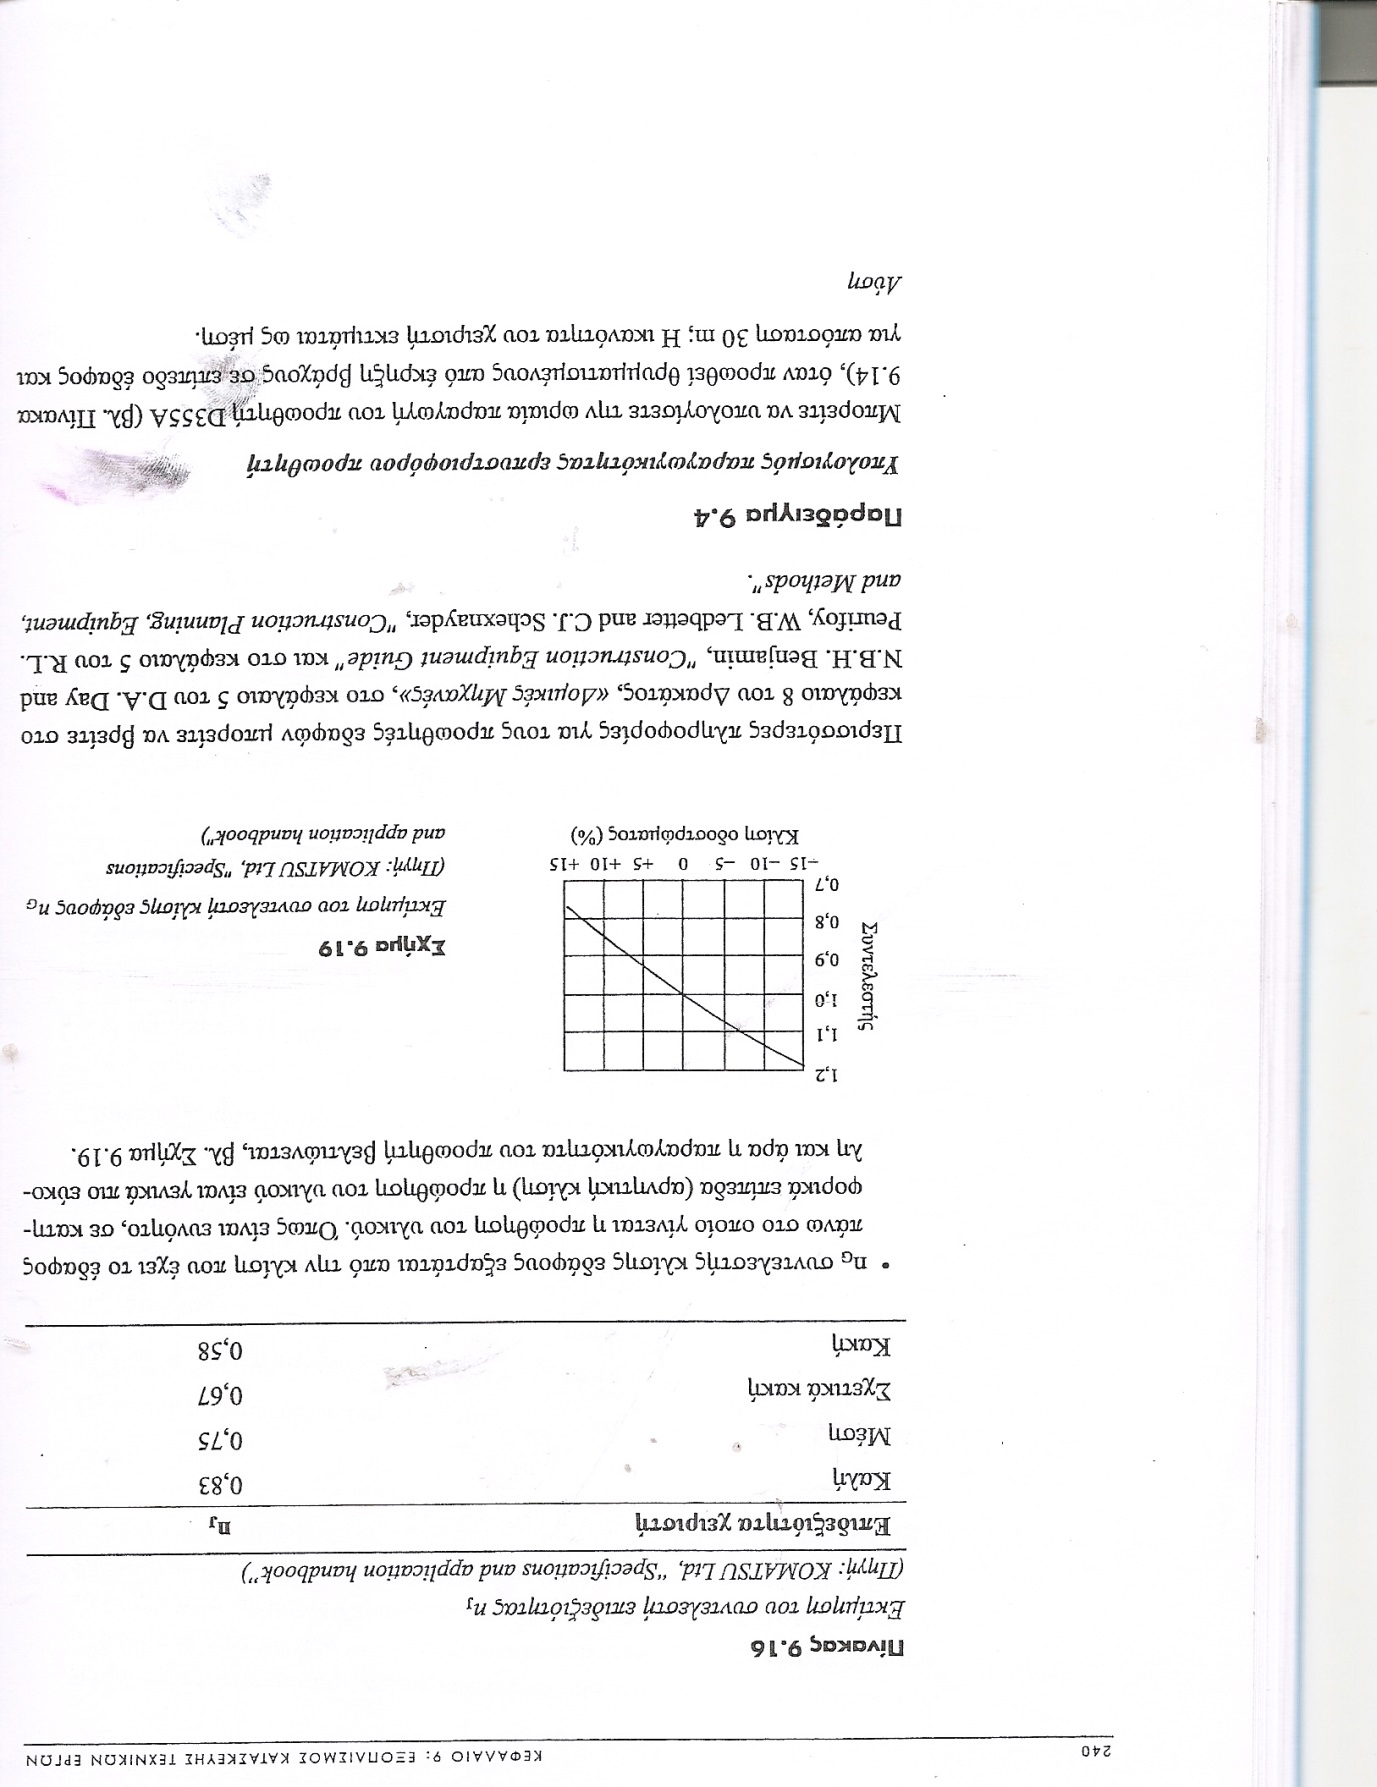 240
ΚΕΦΑΛΑΙΟ 9: ΕΞΟΠΛΙΣΜΟΣ ΚΑΤΑΣΚΕΥΗΣ ΤΕΧΝΙΚΩΝ ΕΡΓΩΝ
Πίνακας 9.16
Εκτίμηση του συντελεστή επιδεξιότητας nJ
(Πηγή: KOMATSU Ltd, "Specifications and application handbook")
Επιδεξιότητα χειριστή nJ
Καλή 0,83
Μέση 0,75
Σχετικά κακή 0,67
Κακή 0,58
• nG συντελεστής κλίσης εδάφους εξαρτάται από την κλίση που έχει το έδαφος
πάνω στο οποίο γίνεται η προώθηση του υλικού. Όπως είναι ευνόητο, σε κατη-
φορικά επίπεδα (αρνητική κλίση) η προώθηση του υλικού είναι γενικά πιο εύκο-
λη και άρα η παραγωγικότητα του προωθητή βελτιώνεται, βλ. Σχήμα 9.19.
Συντελεστής
1,2
1,1
1,0
0,9
0,8
0,7
-15 -10 -5 0 +5 +10 +15
Κλίση οδοστρώματος (%)
Σχήμα 9.19
Εκτίμηση του συντελεστή κλίσης εδάφους nG
(Πηγή: KOMATSU Ltd, "Specifications
and application handbook")
Περισσότερες πληροφορίες για τους προωθητές εδαφών μπορείτε να βρείτε στο
κεφάλαιο 8 του Δρακάτος, «Δομικές Μηχανές», στο κεφάλαιο 5 του D.A. Day and
N.B.H. Benjamin, "Construction Equipment Guide" και στο κεφάλαιο 5 του R.L.
Peurifoy, W.B. Ledbetter and C.J. Schexnayder, "Construction Planning, Equipment,
and Methods".
Παράδειγμα 9.4
Υπολογισμός παραγωγικότητας ερπυστριοφόρου προωθητή
Μπορείτε να υπολογίσετε την ωριαία παραγωγή του προωθητή D355A (βλ. Πίνακα
9.14), όταν προωθεί θρυμματισμένους από έκρηξη βράχους σε επίπεδο έδαφος και
για απόσταση 30 m; Η ικανότητα του χειριστή εκτιμάται ως μέση.
Λύση